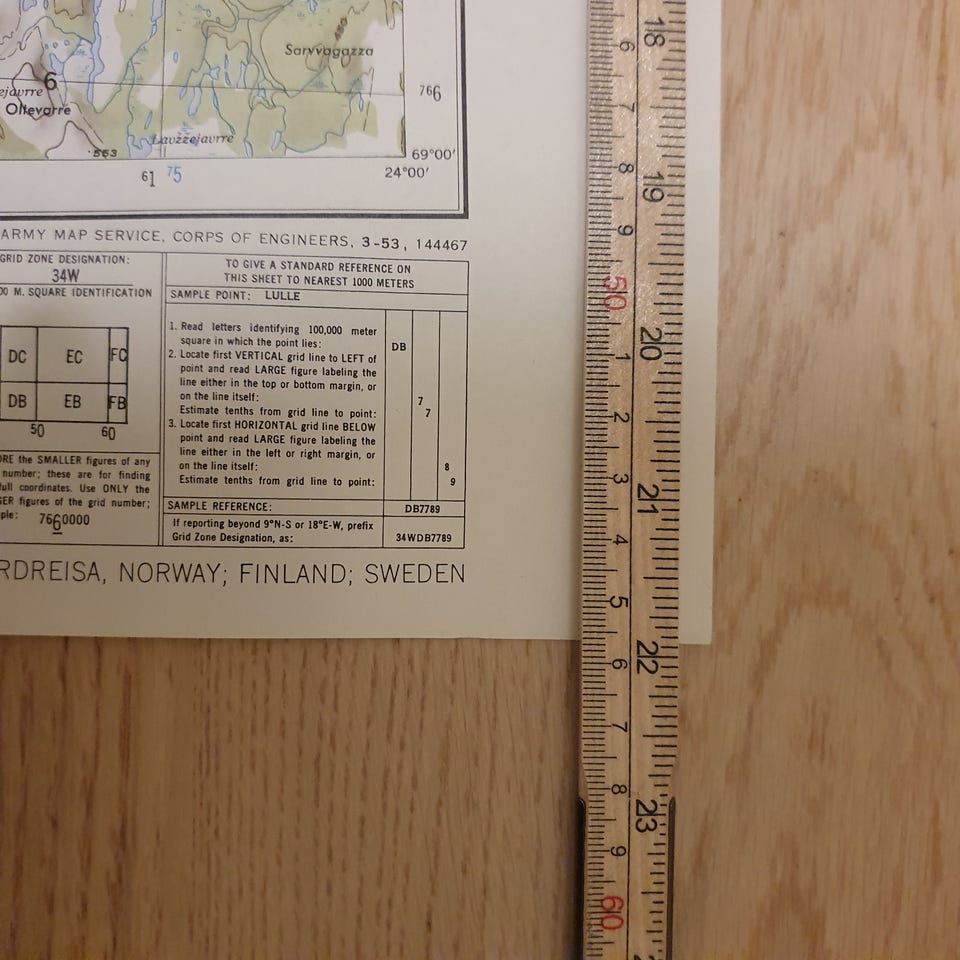 Sarvvagazza
6
766
ejavrre
Oltevarre
Lavžžejavrre
·553
69°00'
61 75
24°00'
ARMY MAP SERVICE, CORPS OF ENGINEERS, 3-53, 144467
GRID ZONE DESIGNATION:
34W
00 M. SQUARE IDENTIFICATION
DC EC FC
DB EB FB
50 60
ORE the SMALLER figures of any
number; these are for finding
full coordinates. Use ONLY the
GER figures of the grid number;
ple: 7660000
TO GIVE A STANDARD REFERENCE ON
THIS SHEET TO NEAREST 1000 METERS
SAMPLE POINT: LULLE
1. Read letters identifying 100,000 meter
square in which the point lies: DB
2. Locate first VERTICAL grid line to LEFT of
point and read LARGE figure labeling the
line either in the top or bottom margin, or
on the line itself: 7
Estimate tenths from grid line to point: 7
3. Locate first HORIZONTAL grid line BELOW
point and read LARGE figure labeling the
line either in the left or right margin, or
on the line itself: 8
Estimate tenths from grid line to point: 9
SAMPLE REFERENCE: DB7789
If reporting beyond 9°N-S or 18°E-W, prefix
Grid Zone Designation, as: 34WDB7789
RDREISA, NORWAY; FINLAND; SWEDEN
6
7
8
9
50
1
2
3
4
5
6
7
8
9
60
18
19
20
21
22
23